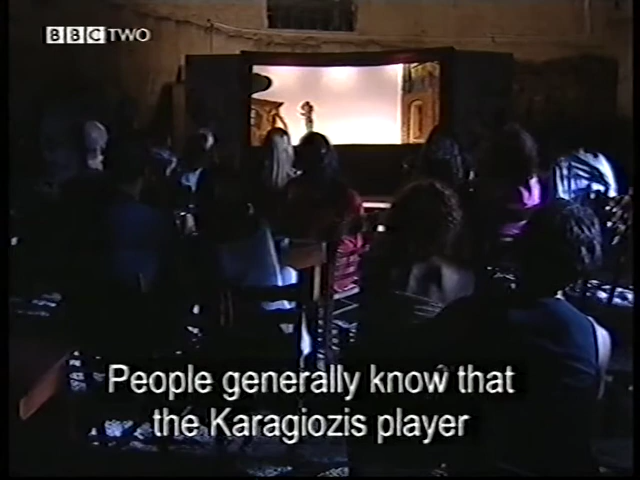 BBC TWO
People generally know that
the Karagiozis player